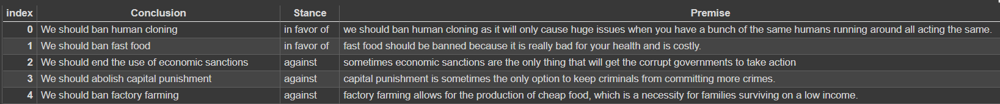 index Conclusion Stance Premise
0 We should ban human cloning in favor of we should ban human cloning as it will only cause huge issues when you have a bunch of the same humans running around all acting the same.
1 We should ban fast food in favor of fast food should be banned because it is really bad for your health and is costly.
2 We should end the use of economic sanctions against sometimes economic sanctions are the only thing that will get the corrupt governments to take action
3 We should abolish capital punishment against capital punishment is sometimes the only option to keep criminals from committing more crimes.
4 We should ban factory farming against factory farming allows for the production of cheap food, which is a necessity for families surviving on a low income.